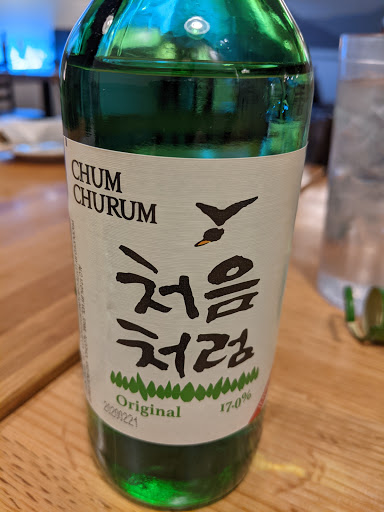 CHUM
CHURUM
처음
처럼
Original 17.0%
20200221